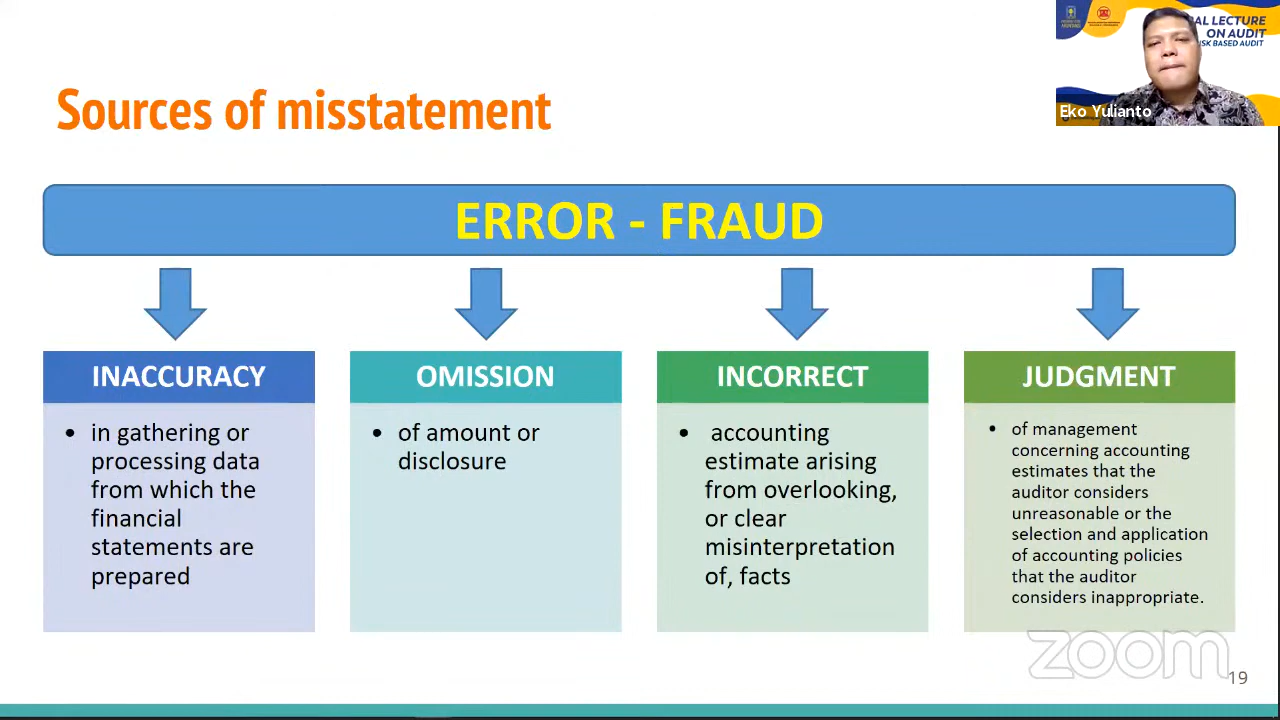 BAL LECTURE
ON AUDIT
ISK BASED AUDIT
Eko Yulianto
Sources of misstatement
ERROR - FRAUD
INACCURACY
• in gathering or
processing data
from which the
financial
statements are
prepared
OMISSION
• of amount or
disclosure
INCORRECT
• accounting
estimate arising
from overlooking,
or clear
misinterpretation
of, facts
JUDGMENT
• of management
concerning accounting
estimates that the
auditor considers
unreasonable or the
selection and application
of accounting policies
that the auditor
considers inappropriate.
zoom
19